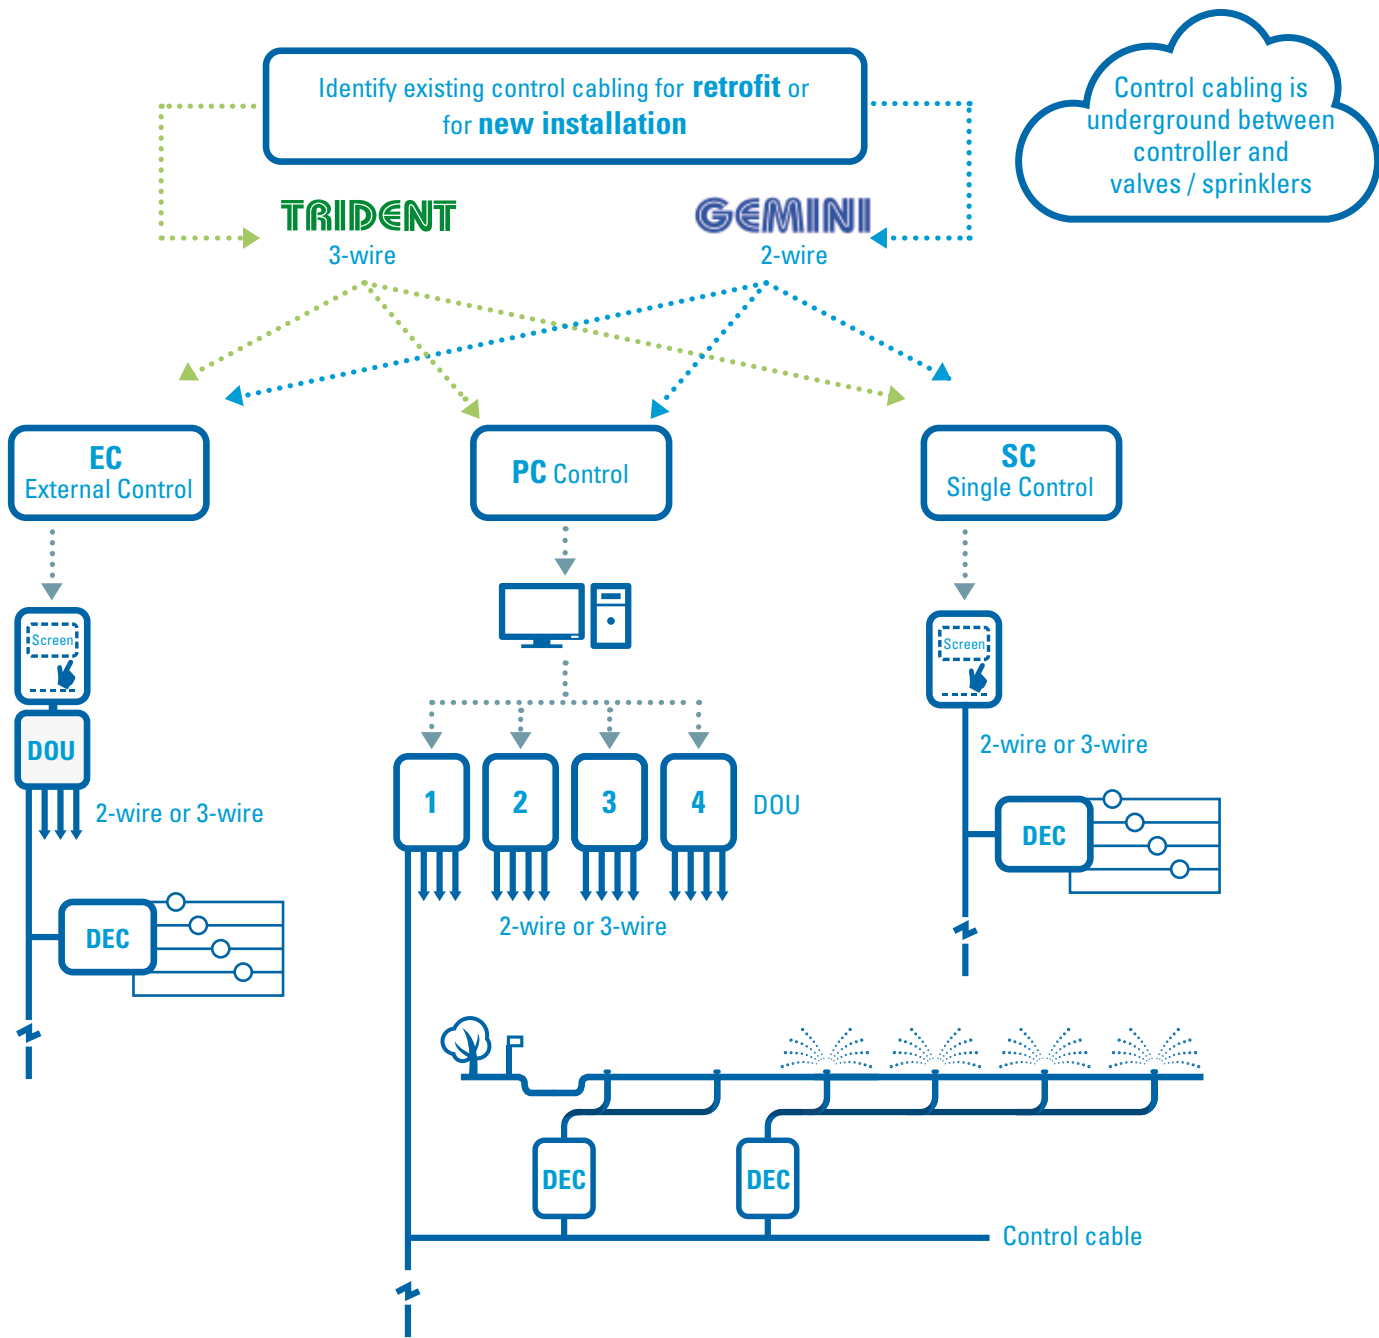 Identify existing control cabling for retrofit or
for new installation
Control cabling is
underground between
controller and
valves / sprinklers
TRIDENT
3-wire
GEMINI
2-wire
EC
External Control
PC Control
SC
Single Control
Screen
DOU
2-wire or 3-wire
DEC
1
2
3
4
DOU
2-wire or 3-wire
Screen
2-wire or 3-wire
DEC
DEC
DEC
Control cable